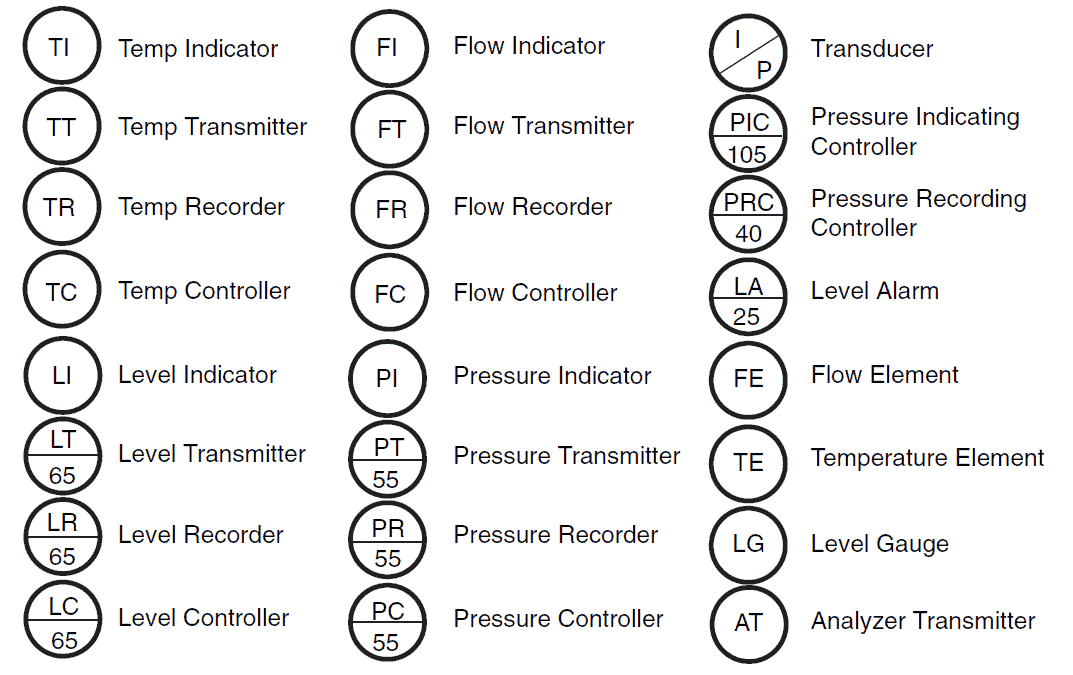 TI Temp Indicator
TT Temp Transmitter
TR Temp Recorder
TC Temp Controller
LI Level Indicator
LT
65
Level Transmitter
LR
65
Level Recorder
LC
65
Level Controller
FI Flow Indicator
FT Flow Transmitter
FR Flow Recorder
FC Flow Controller
PI Pressure Indicator
PT
55
Pressure Transmitter
PR
55
Pressure Recorder
PC
55
Pressure Controller
I
P
Transducer
PIC
105
Pressure Indicating
Controller
PRC
40
Pressure Recording
Controller
LA
25
Level Alarm
FE Flow Element
TE Temperature Element
LG Level Gauge
AT Analyzer Transmitter